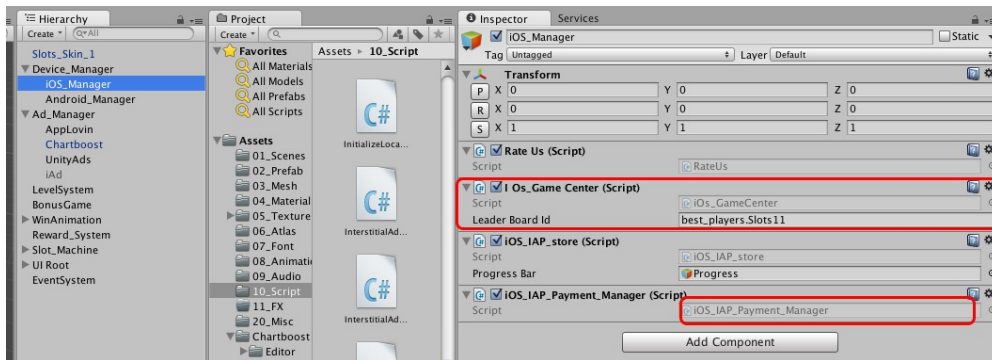 Hierarchy
Create
Q▾All
Slots_Skin_1
Device_Manager
iOS_Manager
Android_Manager
Ad_Manager
AppLovin
Chartboost
UnityAds
iAd
LevelSystem
BonusGame
WinAnimation
Reward_System
Slot_Machine
UI Root
EventSystem
Project
Create
Favorites
All Materials
All Models
All Prefabs
All Scripts
Assets
01_Scenes
02_Prefab
03_Mesh
04_Material
05_Texture
06_Atlas
07_Font
08_Animatio
09_Audio
10_Script
11_FX
20_Misc
Chartboost
Editor
Assets ▸ 10_Script
C#
InitializeLoca...
C#
InterstitialAd...
C#
InterstitialAd...
Inspector Services
iOS_Manager Static
Tag Untagged Layer Default
Transform
P X 0 Y 0 Z 0
R X 0 Y 0 Z 0
S X 1 Y 1 Z 1
Rate Us (Script)
Script RateUs
I Os_Game Center (Script)
Script iOs_GameCenter
Leader Board Id best_players.Slots11
iOS_IAP_store (Script)
Script iOS_IAP_store
Progress Bar Progress
iOS_IAP_Payment_Manager (Script)
Script iOS_IAP_Payment_Manager
Add Component